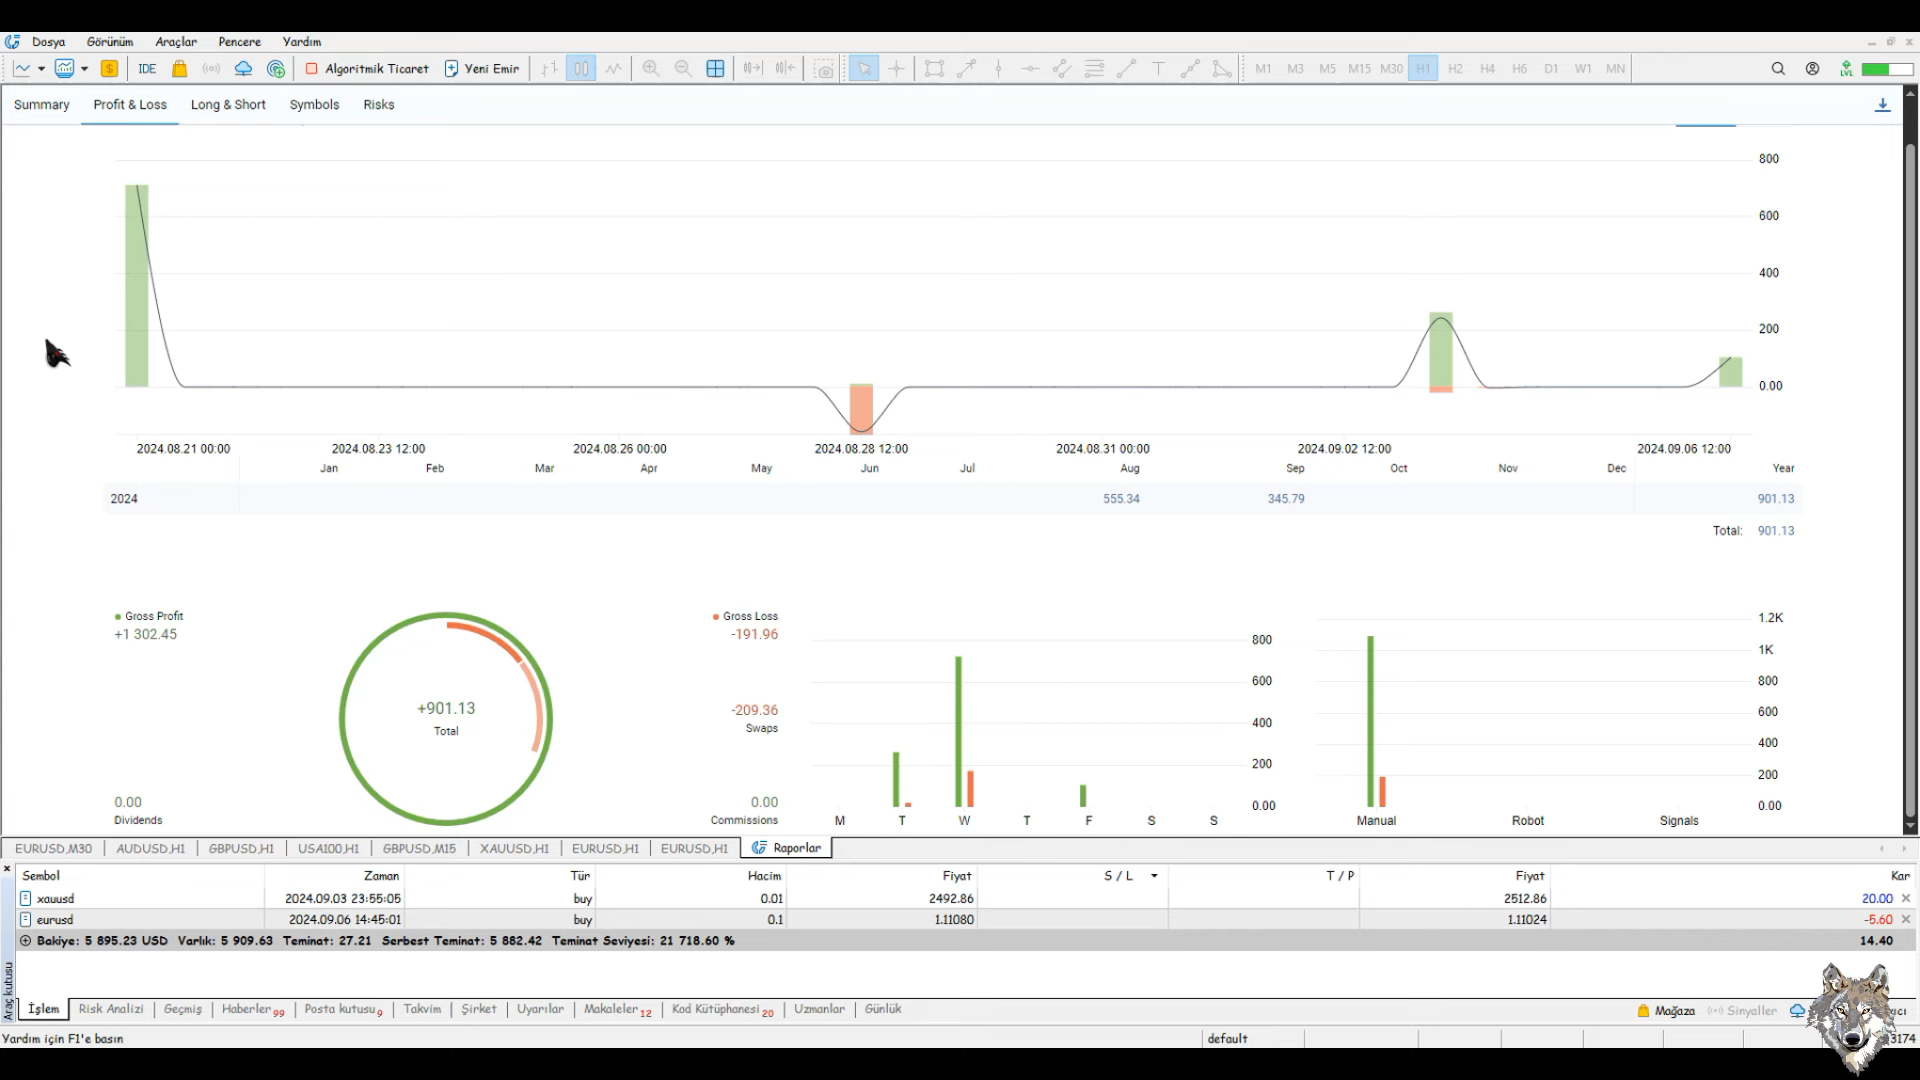 Dosya Görünüm Araçlar Pencere Yardım
IDE Algoritmik Ticaret Yeni Emir T M1 M3 M5 M15 M30 H1 H2 H4 H6 D1 W1 MN LVL
Summary Profit & Loss Long & Short Symbols Risks
800
600
400
200
0.00
2024.08.21 00:00 2024.08.23 12:00 2024.08.26 00:00 2024.08.28 12:00 2024.08.31 00:00 2024.09.02 12:00 2024.09.06 12:00
Jan Feb Mar Apr May Jun Jul Aug Sep Oct Nov Dec Year
2024 555.34 345.79 901.13
Total: 901.13
Gross Profit
+1 302.45
+901.13
Total
0.00
Dividends
Gross Loss
-191.96
-209.36
Swaps
0.00
Commissions
800
600
400
200
0.00
M T W T F S S
1.2K
1K
800
600
400
200
0.00
Manual Robot Signals
EURUSD,M30 AUDUSD,H1 GBPUSD,H1 USA100,H1 GBPUSD,M15 XAUUSD,H1 EURUSD,H1 EURUSD,H1 Raporlar
Sembol Zaman Tür Hacim Fiyat S / L T / P Fiyat Kar
xauusd 2024.09.03 23:55:05 buy 0.01 2492.86 2512.86 20.00
eurusd 2024.09.06 14:45:01 buy 0.1 1.11080 1.11024 -5.60
Bakiye: 5 895.23 USD Varlık: 5 909.63 Teminat: 27.21 Serbest Teminat: 5 882.42 Teminat Seviyesi: 21 718.60 % 14.40
Araç kutusu
İşlem Risk Analizi Geçmiş Haberler 99 Posta kutusu 9 Takvim Şirket Uyarılar Makaleler 12 Kod Kütüphanesi 20 Uzmanlar Günlük Mağaza Sinyaller
Yardım için F1'e basın default 3174